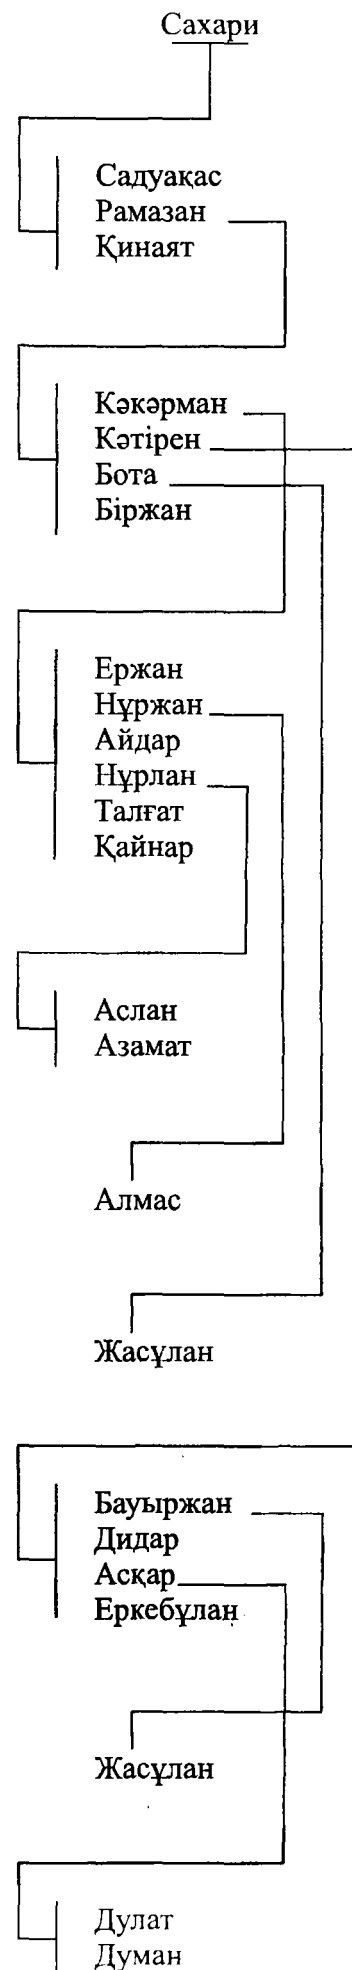 Сахари
Садуақас
Рамазан
Қинаят
Кәкәрман
Кәтірен
Бота
Біржан
Ержан
Нұржан
Айдар
Нұрлан
Талғат
Қайнар
Аслан
Азамат
Алмас
Жасұлан
Бауыржан
Дидар
Асқар
Еркебұлан
Жасұлан
Дулат
Думан